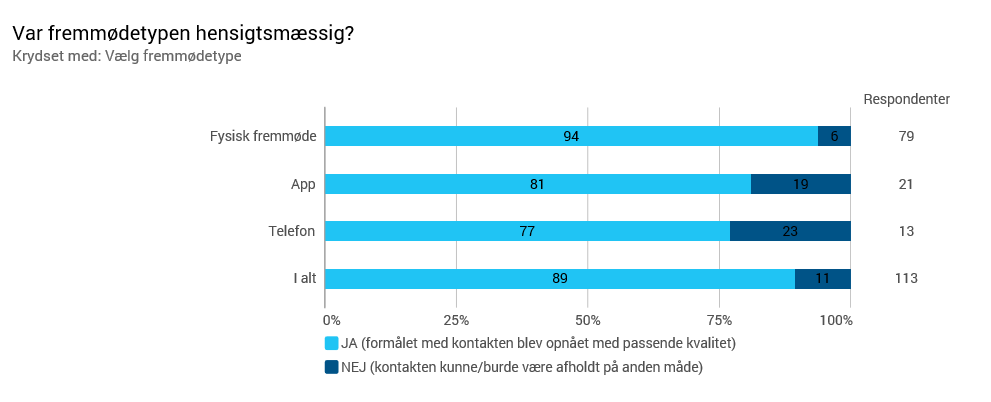 Var fremmødetypen hensigtsmæssig?
Krydset med: Vælg fremmødetype
Respondenter
Fysisk fremmøde 94 6 79
App 81 19 21
Telefon 77 23 13
I alt 89 11 113
0% 25% 50% 75% 100%
JA (formålet med kontakten blev opnået med passende kvalitet)
NEJ (kontakten kunne/burde være afholdt på anden måde)